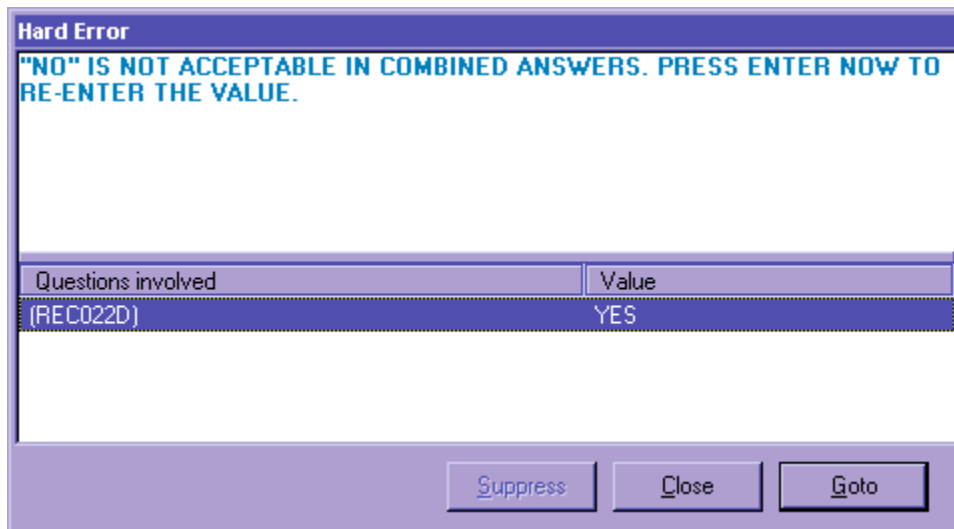 Hard Error
"NO" IS NOT ACCEPTABLE IN COMBINED ANSWERS. PRESS ENTER NOW TO
RE-ENTER THE VALUE.
Questions involved Value
(REC022D) YES
Suppress Close Goto